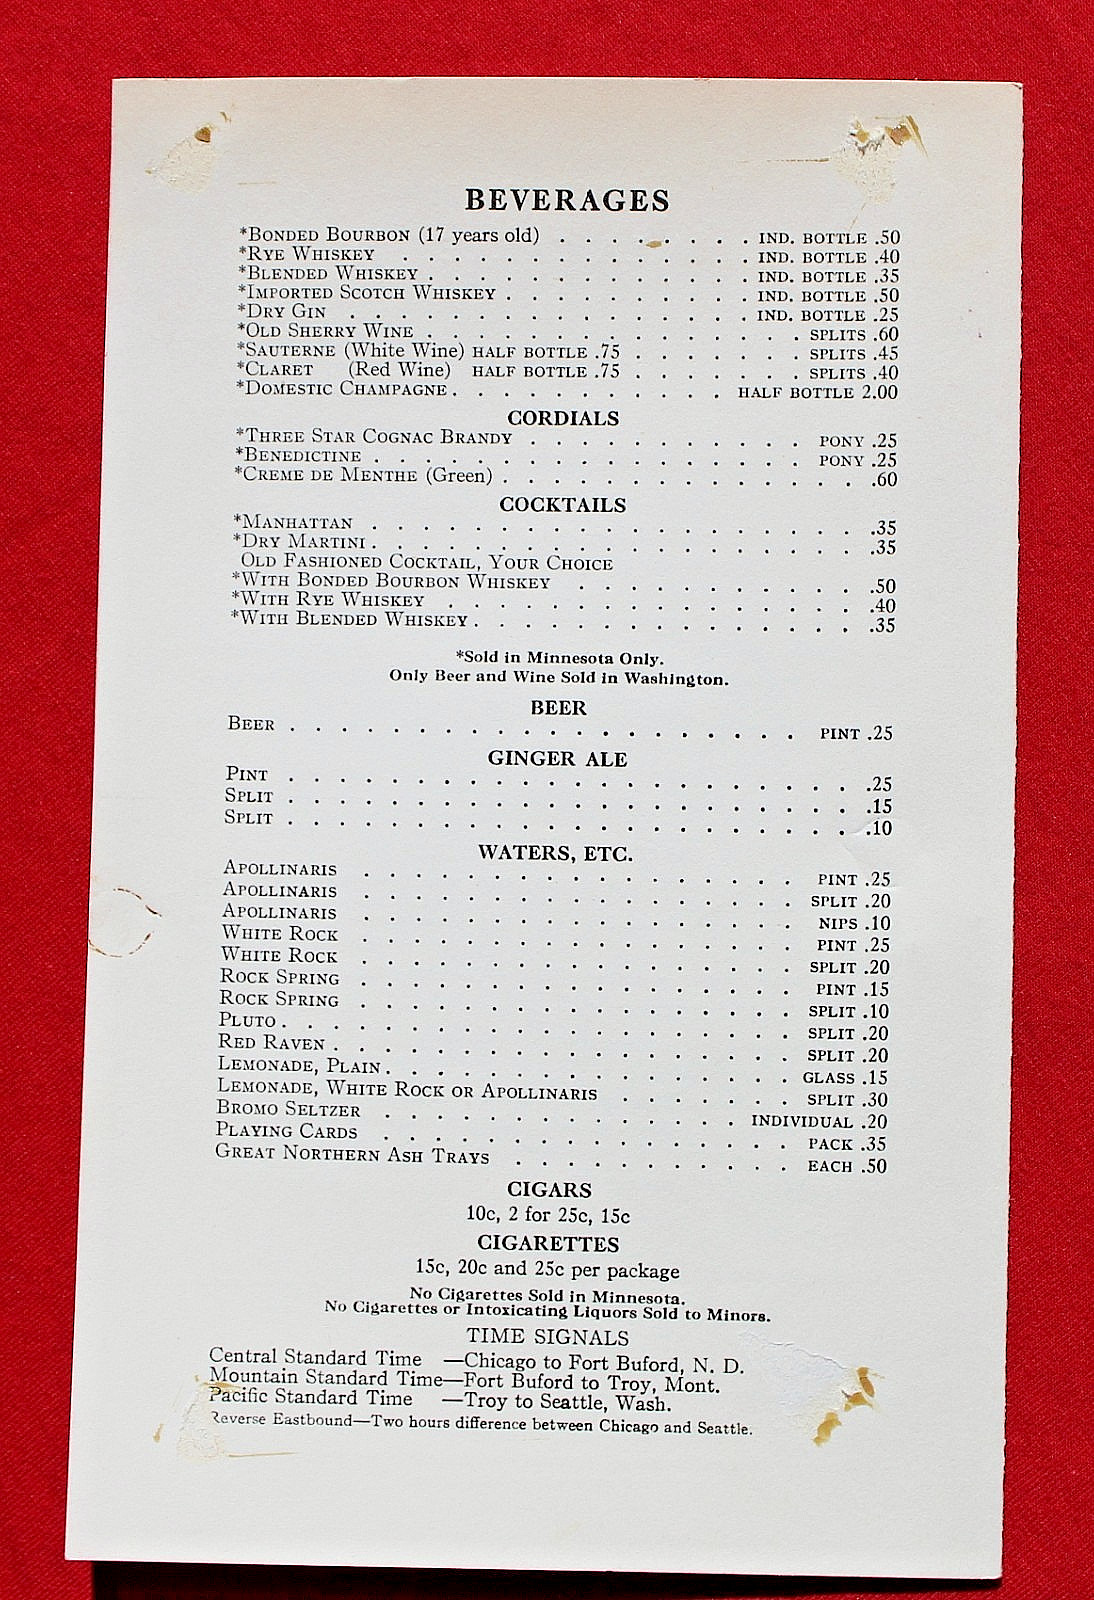 BEVERAGES
*BONDED BOURBON (17 years old) . . . . . . . . IND. BOTTLE .50
*RYE WHISKEY . . . . . . . . . . . . . IND. BOTTLE .40
*BLENDED WHISKEY . . . . . . . . . . . . . IND. BOTTLE .35
*IMPORTED SCOTCH WHISKEY . . . . . . . . . . IND. BOTTLE .50
*DRY GIN . . . . . . . . . . . . . . . . IND. BOTTLE .25
*OLD SHERRY WINE . . . . . . . . . . . . . . . SPLITS .60
*SAUTERNE (White Wine) HALF BOTTLE .75 . . . . . . . SPLITS .45
*CLARET (Red Wine) HALF BOTTLE .75 . . . . . . . SPLITS .40
*DOMESTIC CHAMPAGNE . . . . . . . . . . . HALF BOTTLE 2.00
CORDIALS
*THREE STAR COGNAC BRANDY . . . . . . . . . . . PONY .25
*BENEDICTINE . . . . . . . . . . . . . . . . . PONY .25
*CREME DE MENTHE (Green) . . . . . . . . . . . . . . .60
COCKTAILS
*MANHATTAN . . . . . . . . . . . . . . . . . . . .35
*DRY MARTINI . . . . . . . . . . . . . . . . . . . .35
OLD FASHIONED COCKTAIL, YOUR CHOICE
*WITH BONDED BOURBON WHISKEY . . . . . . . . . . . .50
*WITH RYE WHISKEY . . . . . . . . . . . . . . . . .40
*WITH BLENDED WHISKEY . . . . . . . . . . . . . . . .35
*Sold in Minnesota Only.
Only Beer and Wine Sold in Washington.
BEER
BEER . . . . . . . . . . . . . . . . . . . . PINT .25
GINGER ALE
PINT . . . . . . . . . . . . . . . . . . . . . . .25
SPLIT . . . . . . . . . . . . . . . . . . . . . . .15
SPLIT . . . . . . . . . . . . . . . . . . . . . . .10
WATERS, ETC.
APOLLINARIS . . . . . . . . . . . . . . . . . PINT .25
APOLLINARIS . . . . . . . . . . . . . . . . . SPLIT .20
APOLLINARIS . . . . . . . . . . . . . . . . . NIPS .10
WHITE ROCK . . . . . . . . . . . . . . . . . PINT .25
WHITE ROCK . . . . . . . . . . . . . . . . . SPLIT .20
ROCK SPRING . . . . . . . . . . . . . . . . . PINT .15
ROCK SPRING . . . . . . . . . . . . . . . . . SPLIT .10
PLUTO . . . . . . . . . . . . . . . . . . . . SPLIT .20
RED RAVEN . . . . . . . . . . . . . . . . . . SPLIT .20
LEMONADE, PLAIN . . . . . . . . . . . . . . . . GLASS .15
LEMONADE, WHITE ROCK OR APOLLINARIS . . . . . . . SPLIT .30
BROMO SELTZER . . . . . . . . . . . . . . INDIVIDUAL .20
PLAYING CARDS . . . . . . . . . . . . . . . . PACK .35
GREAT NORTHERN ASH TRAYS . . . . . . . . . . . EACH .50
CIGARS
10c, 2 for 25c, 15c
CIGARETTES
15c, 20c and 25c per package
No Cigarettes Sold in Minnesota.
No Cigarettes or Intoxicating Liquors Sold to Minors.
TIME SIGNALS
Central Standard Time —Chicago to Fort Buford, N. D.
Mountain Standard Time—Fort Buford to Troy, Mont.
Pacific Standard Time —Troy to Seattle, Wash.
Reverse Eastbound—Two hours difference between Chicago and Seattle.